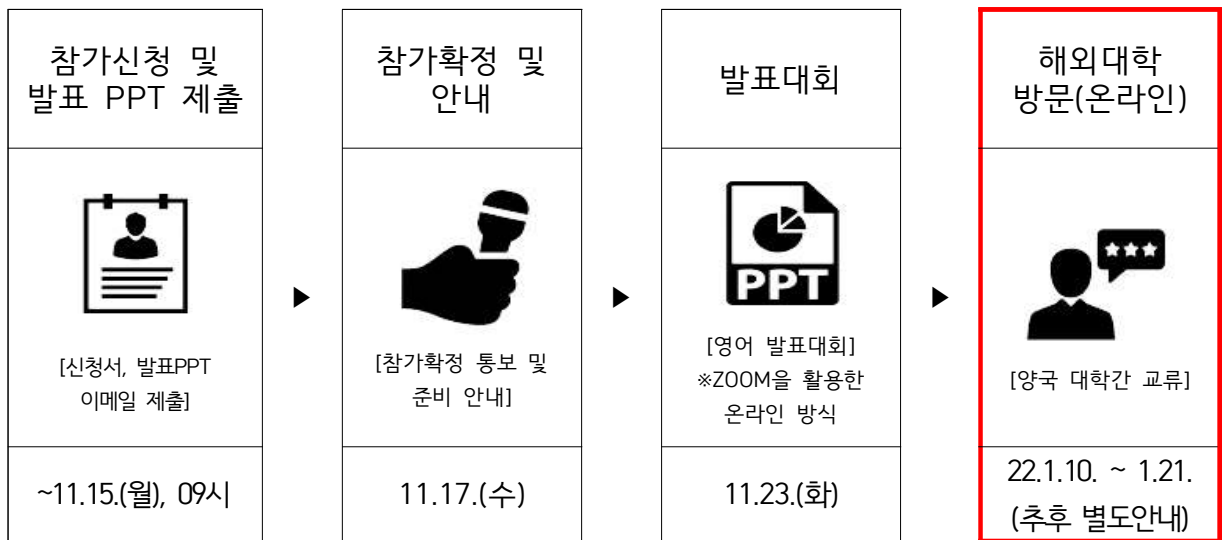 참가신청 및
발표 PPT 제출
[신청서, 발표PPT
이메일 제출]
~11.15.(월), 09시
▶
참가확정 및
안내
[참가확정 통보 및
준비 안내]
11.17.(수)
▶
발표대회
PPT
[영어 발표대회]
※ZOOM을 활용한
온라인 방식
11.23.(화)
▶
해외대학
방문(온라인)
[양국 대학간 교류]
22.1.10. ~ 1.21.
(추후 별도안내)